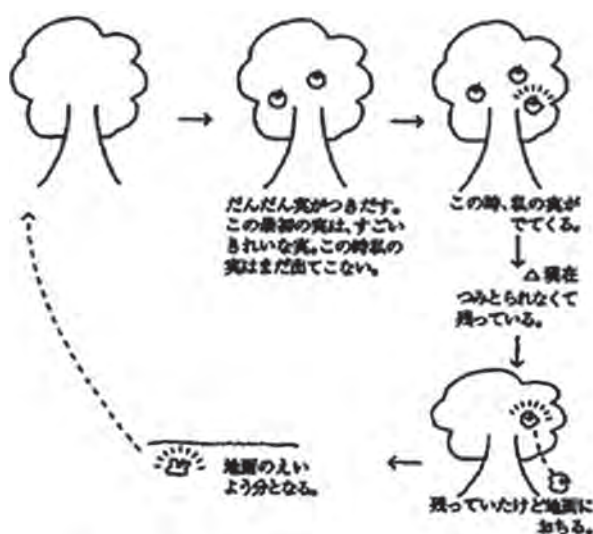 だんだん実がつきだす。
この最初の実は、すごい
きれいな実。この時私の
実はまだ出てこない。
この時、私の実が
でてくる。
△現在
つみとられなくて
残っている。
残っていたけど地面に
おちる。
地面のえい
よう分となる。